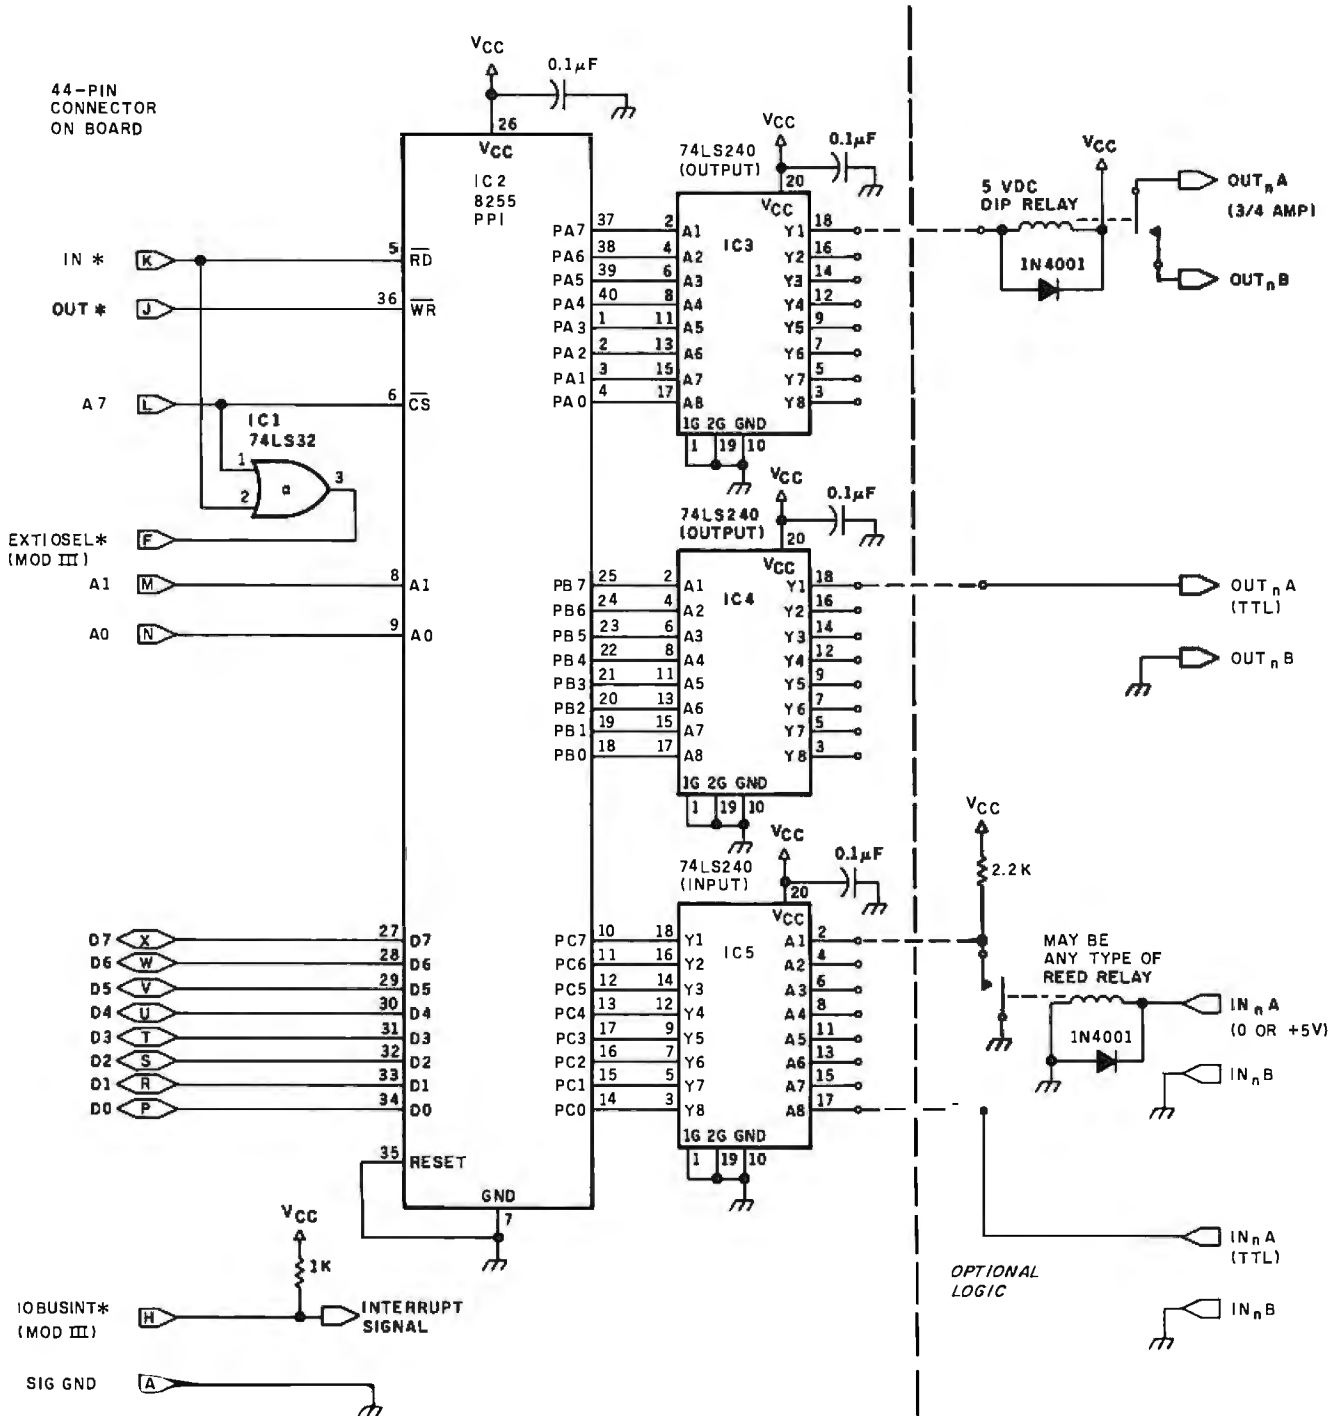 44-PIN
CONNECTOR
ON BOARD
VCC
0.1µF
26
VCC
IC2
8255
PPI
IN *
K
5
RD
OUT *
J
36
WR
A7
L
6
CS
IC1
74LS32
1
2
a
3
EXTIOSEL*
(MOD III)
F
A1
M
8
A1
A0
N
9
A0
D7
X
27
D7
D6
W
28
D6
D5
V
29
D5
D4
U
30
D4
D3
T
31
D3
D2
S
32
D2
D1
R
33
D1
D0
P
34
D0
35
RESET
GND
7
VCC
1K
IOBUSINT*
(MOD III)
H
INTERRUPT
SIGNAL
SIG GND
A
74LS240
(OUTPUT)
VCC
0.1µF
20
VCC
IC3
PA7 37 2 A1 Y1 18
PA6 38 4 A2 Y2 16
PA5 39 6 A3 Y3 14
PA4 40 8 A4 Y4 12
PA3 1 11 A5 Y5 9
PA2 2 13 A6 Y6 7
PA1 3 15 A7 Y7 5
PA0 4 17 A8 Y8 3
1G 2G GND
1 19 10
74LS240
(OUTPUT)
VCC
0.1µF
20
VCC
IC4
PB7 25 2 A1 Y1 18
PB6 24 4 A2 Y2 16
PB5 23 6 A3 Y3 14
PB4 22 8 A4 Y4 12
PB3 21 11 A5 Y5 9
PB2 20 13 A6 Y6 7
PB1 19 15 A7 Y7 5
PB0 18 17 A8 Y8 3
1G 2G GND
1 19 10
74LS240
(INPUT)
VCC
0.1µF
20
VCC
IC5
PC7 10 18 Y1 A1 2
PC6 11 16 Y2 A2 4
PC5 12 14 Y3 A3 6
PC4 13 12 Y4 A4 8
PC3 17 9 Y5 A5 11
PC2 16 7 Y6 A6 13
PC1 15 5 Y7 A7 15
PC0 14 3 Y8 A8 17
1G 2G GND
1 19 10
5 VDC
DIP RELAY
VCC
1N4001
OUTnA
(3/4 AMP)
OUTnB
OUTnA
(TTL)
OUTnB
VCC
2.2K
MAY BE
ANY TYPE OF
REED RELAY
1N4001
INnA
(0 OR +5V)
INnB
INnA
(TTL)
INnB
OPTIONAL
LOGIC